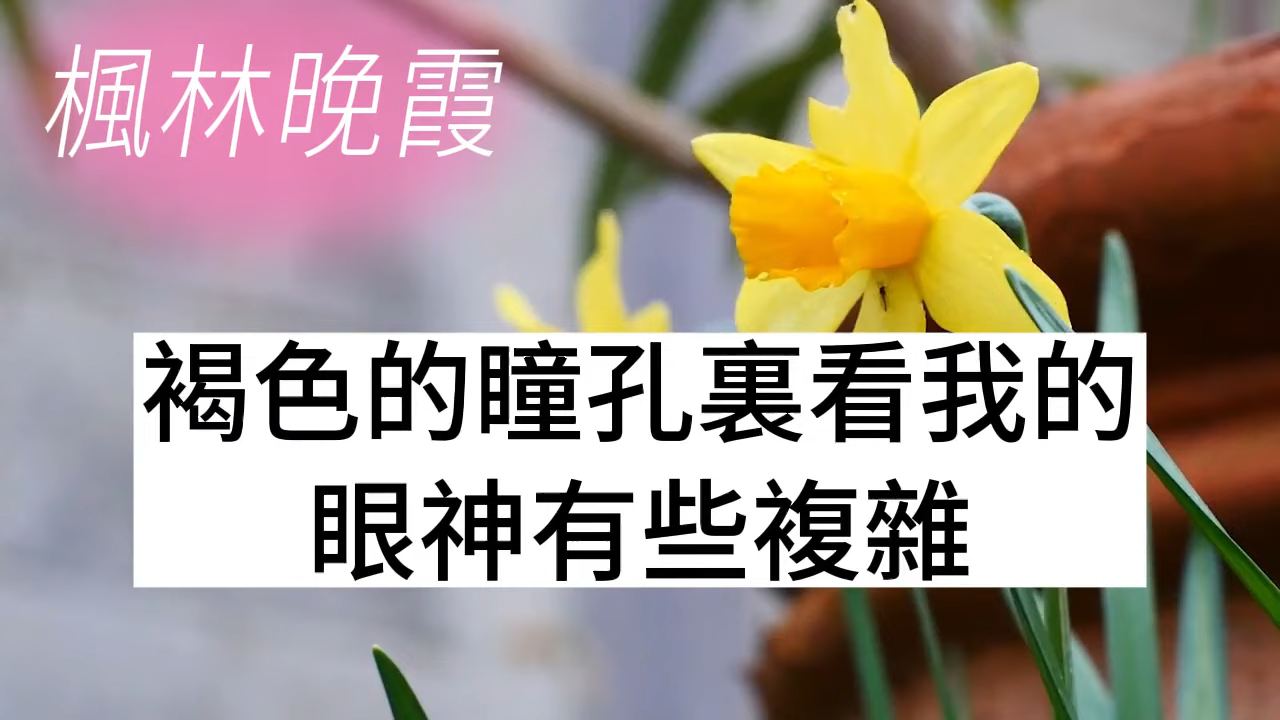 楓林晚霞
褐色的瞳孔裏看我的
眼神有些複雜